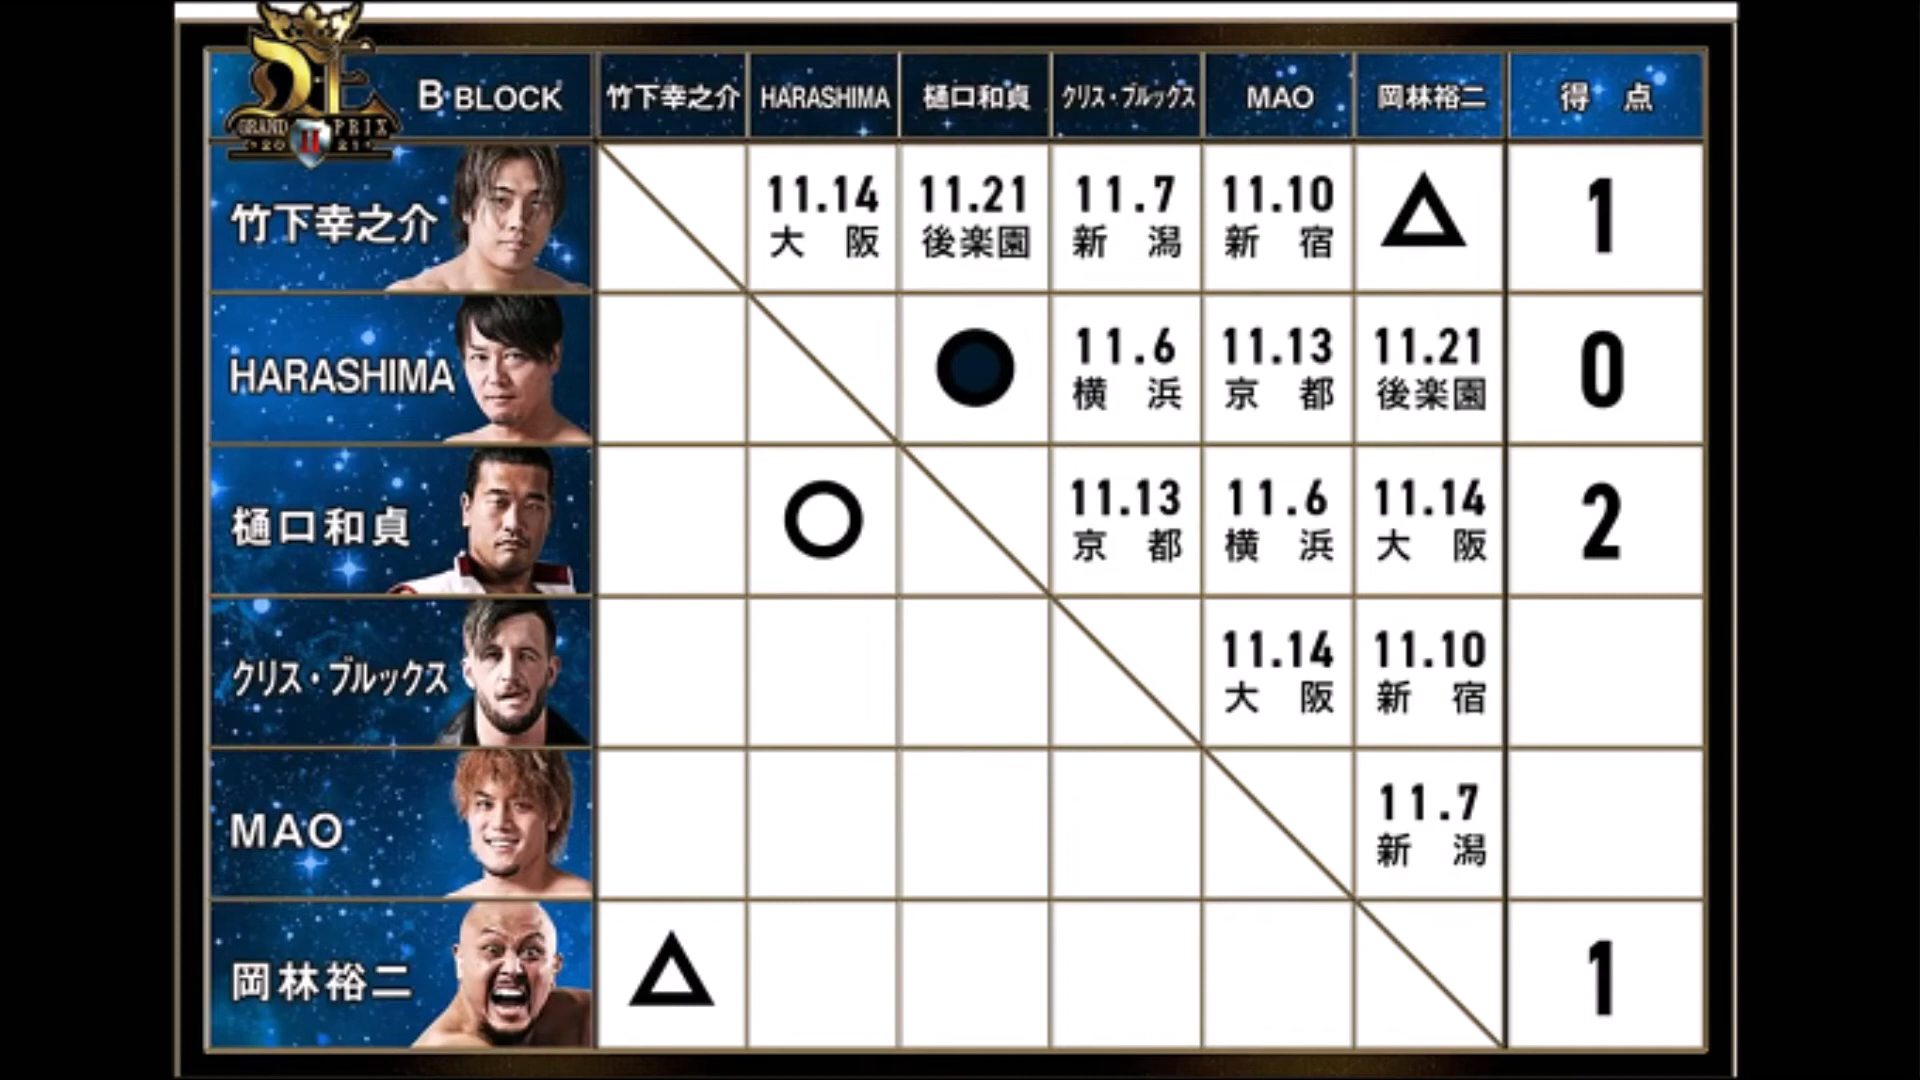 D王
GRAND PRIX
2021 II
B BLOCK 竹下幸之介 HARASHIMA 樋口和貞 クリス・ブルックス MAO 岡林裕二 得点
竹下幸之介 11.14 大阪 11.21 後楽園 11.7 新潟 11.10 新宿 △ 1
HARASHIMA ● 11.6 横浜 11.13 京都 11.21 後楽園 0
樋口和貞 ○ 11.13 京都 11.6 横浜 11.14 大阪 2
クリス・ブルックス 11.14 大阪 11.10 新宿
MAO 11.7 新潟
岡林裕二 △ 1